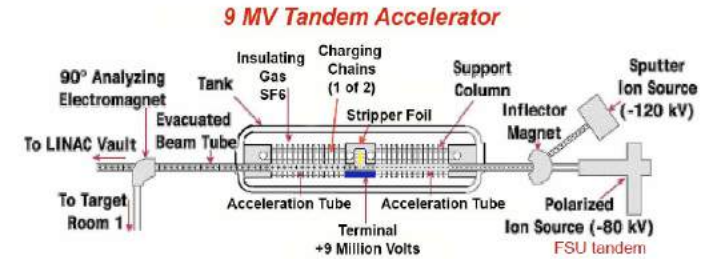 9 MV Tandem Accelerator
Insulating
Gas
SF6
Charging
Chains
(1 of 2)
Support
Column
Sputter
Ion Source
(-120 kV)
90° Analyzing
Electromagnet
Tank
Stripper Foil
Inflector
Magnet
To LINAC Vault
Evacuated
Beam Tube
To Target
Room 1
Acceleration Tube
Acceleration Tube
Terminal
+9 Million Volts
Polarized
Ion Source (-80 kV)
FSU tandem